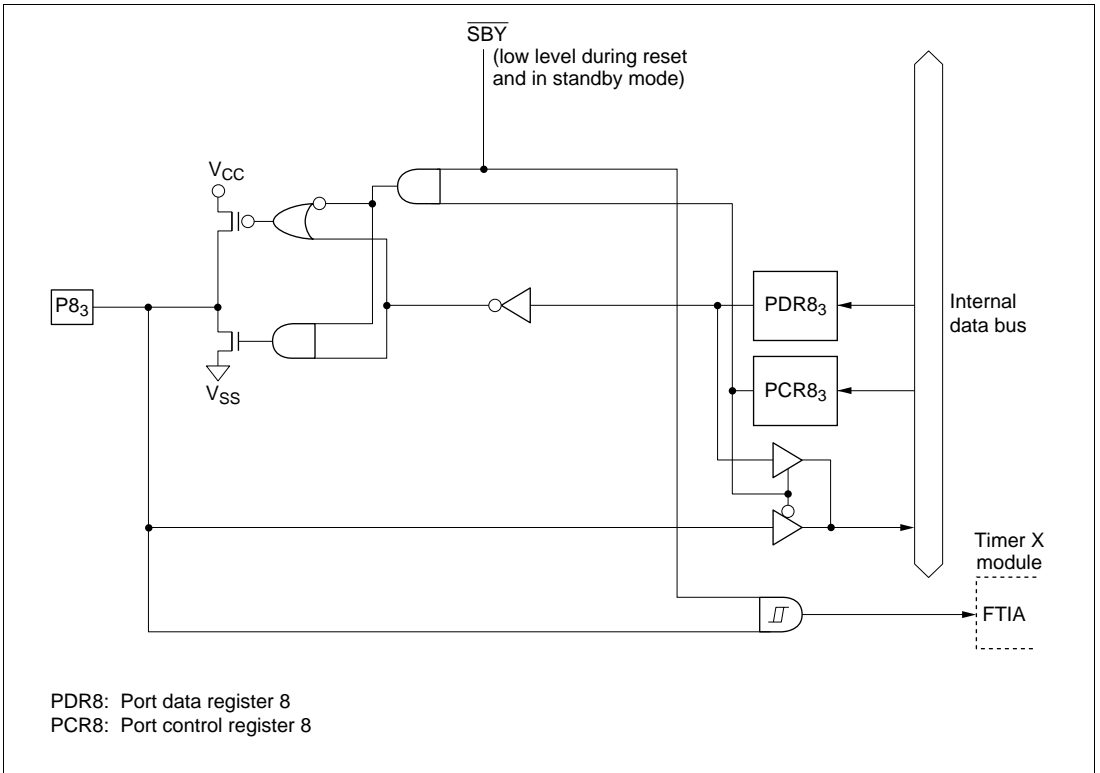 SBY
(low level during reset
and in standby mode)
VCC
P83
VSS
PDR83
PCR83
Internal
data bus
Timer X
module
FTIA
PDR8: Port data register 8
PCR8: Port control register 8